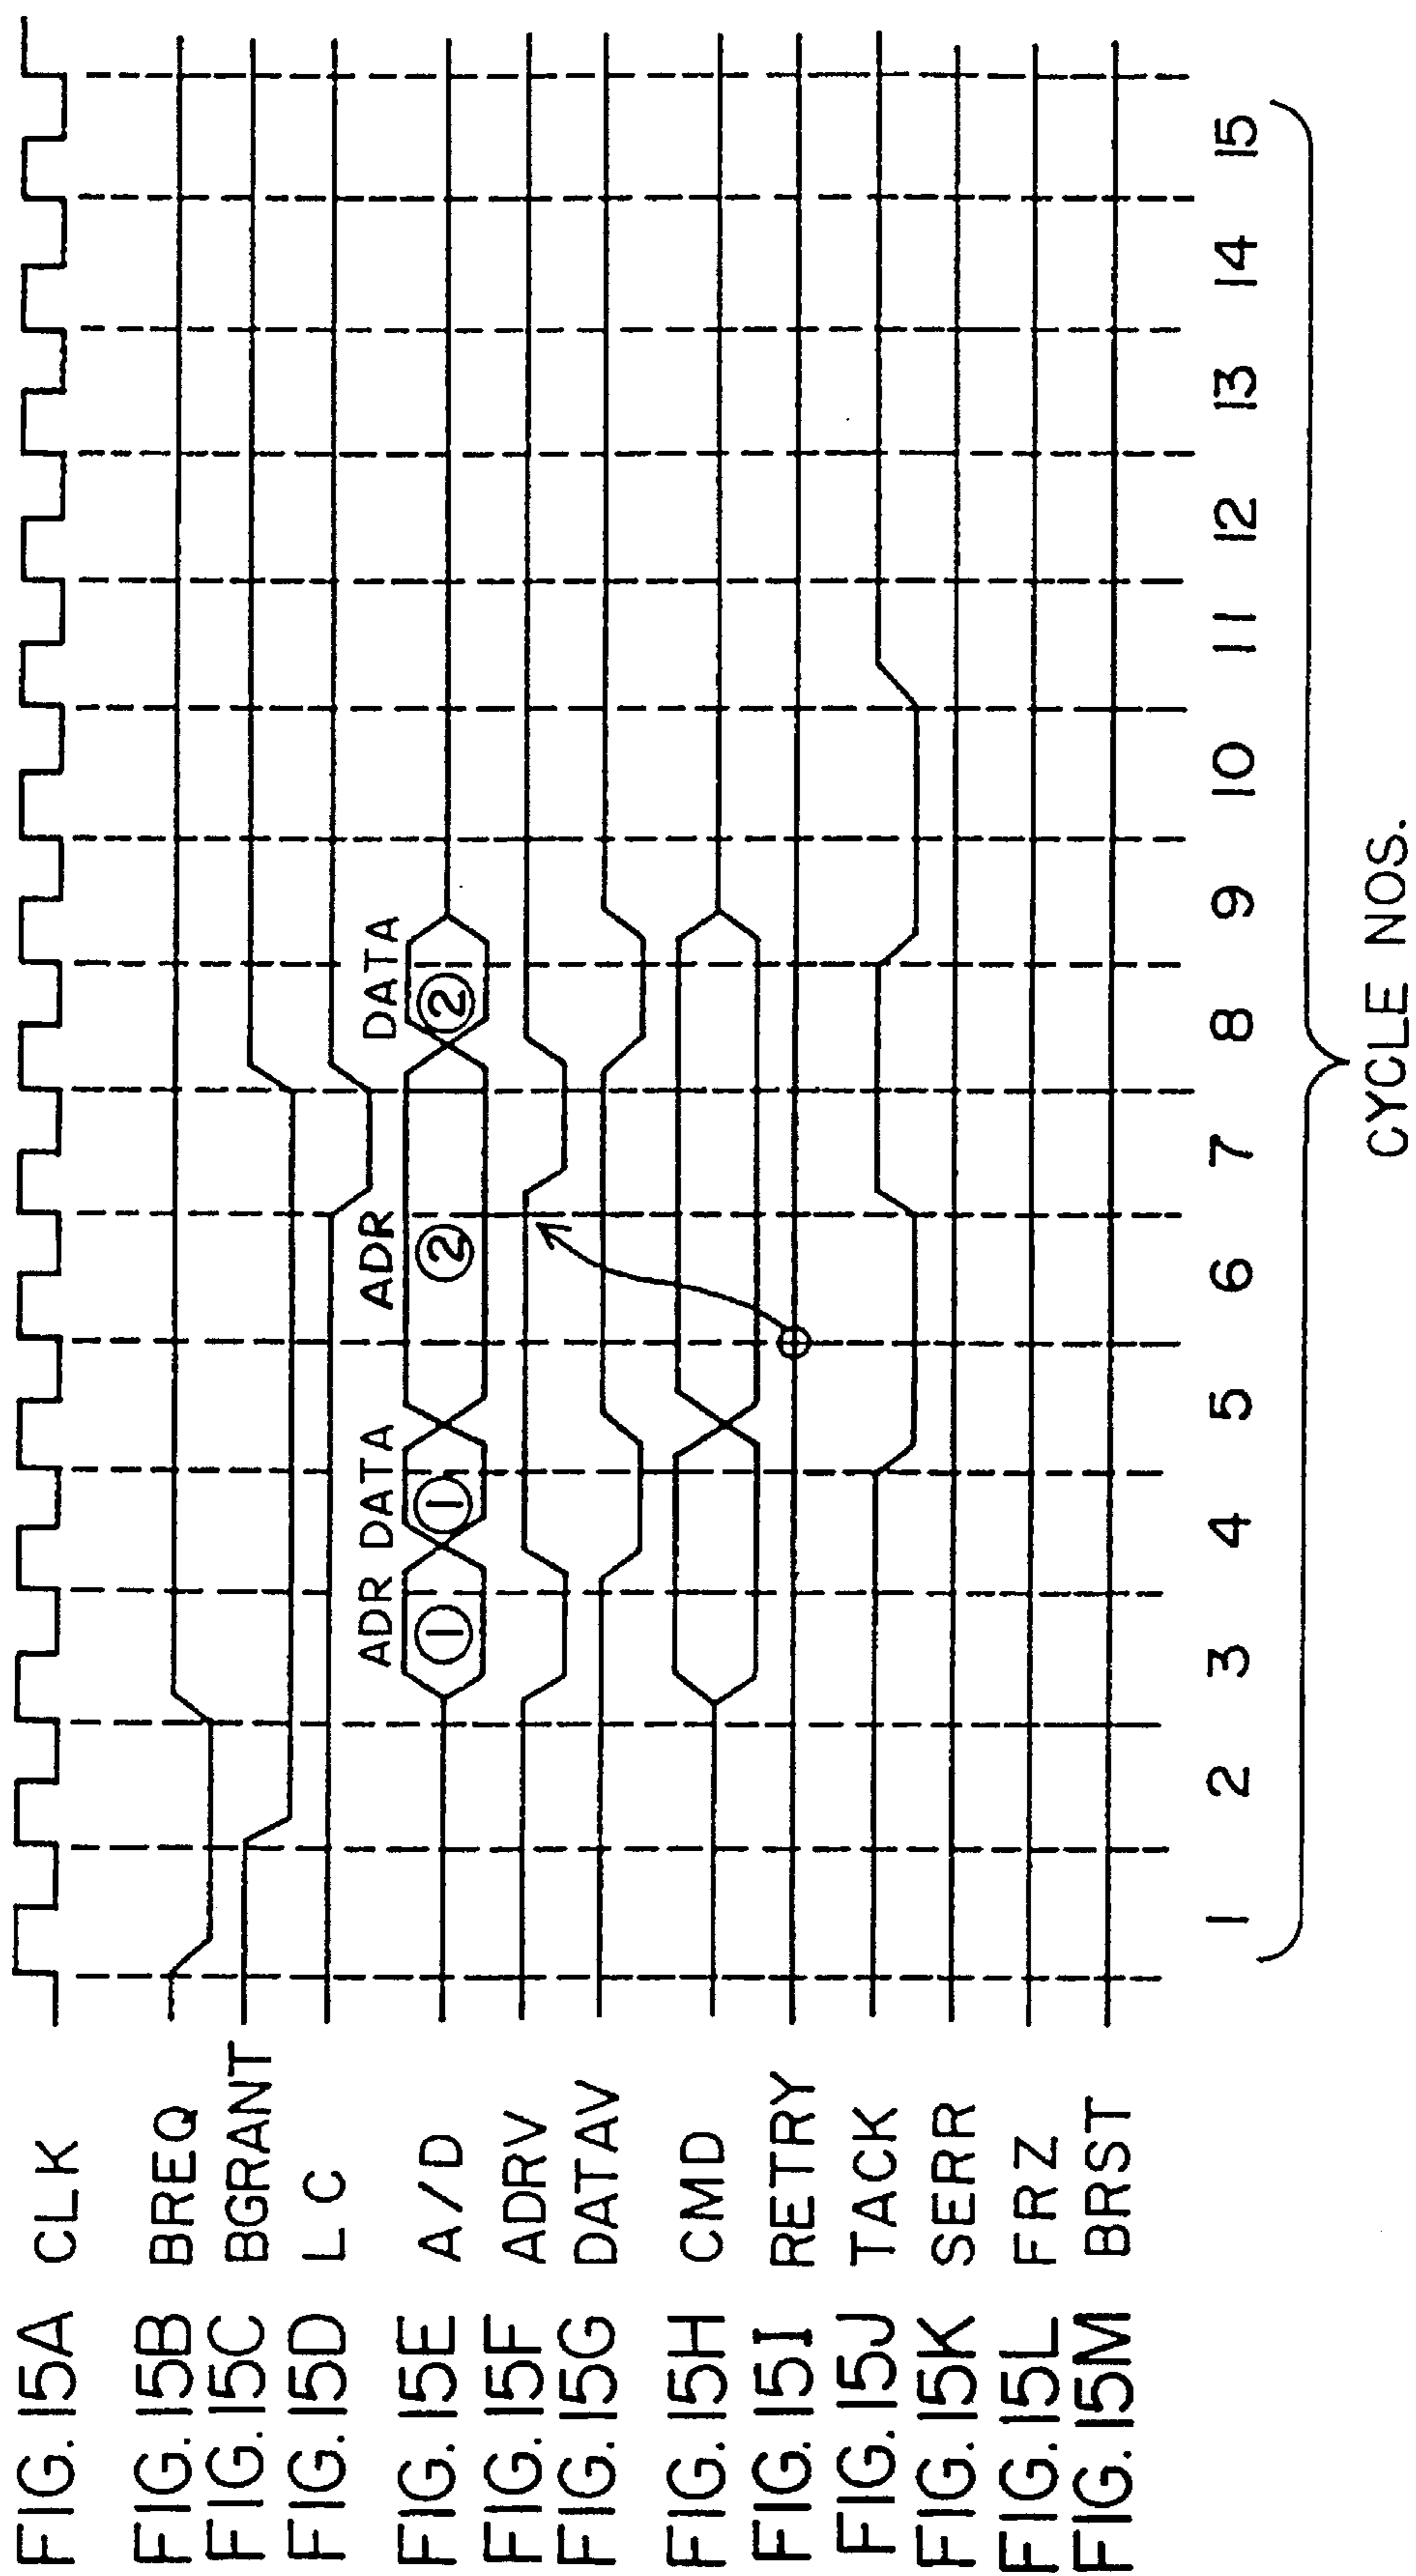 FIG. 15A CLK
FIG. 15B BREQ
FIG. 15C BGRANT
FIG. 15D LC
FIG. 15E A/D
ADR DATA ADR DATA
1 1 2 2
FIG. 15F ADRV
FIG. 15G DATAV
FIG. 15H CMD
FIG. 15I RETRY
FIG. 15J TACK
FIG. 15K SERR
FIG. 15L FRZ
FIG. 15M BRST
1 2 3 4 5 6 7 8 9 10 11 12 13 14 15
CYCLE NOS.